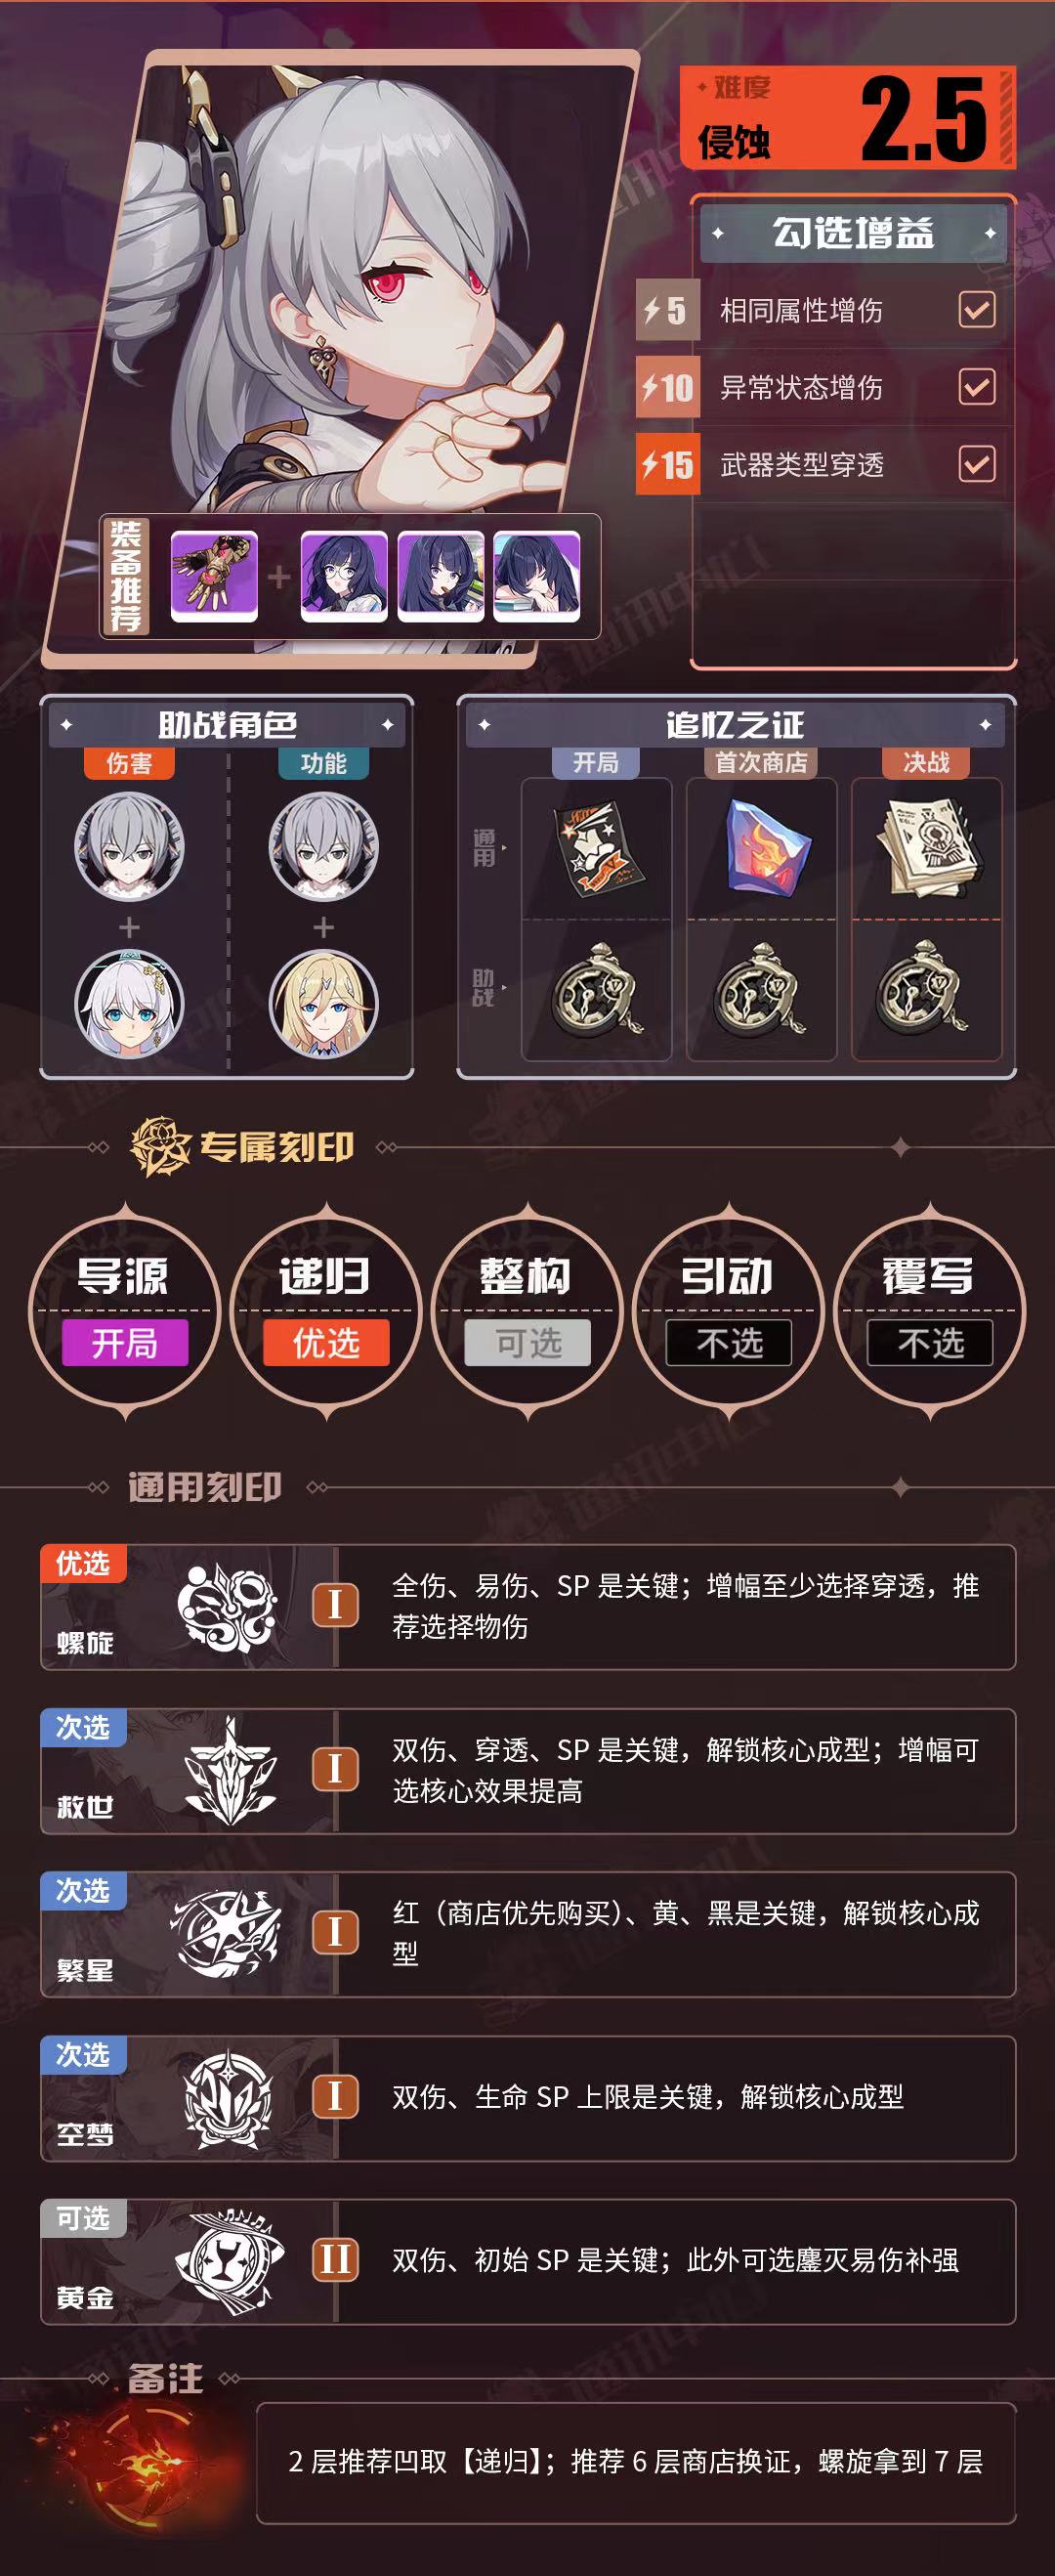 难度
侵蚀
2.5
勾选增益
5
相同属性增伤
10
异常状态增伤
15
武器类型穿透
装备推荐
助战角色
伤害
功能
追忆之证
开局
首次商店
决战
通用
助战
专属刻印
导源
开局
递归
优选
整构
可选
引动
不选
覆写
不选
通用刻印
优选
螺旋
I
全伤、易伤、SP 是关键；增幅至少选择穿透，推
荐选择物伤
次选
救世
I
双伤、穿透、SP 是关键，解锁核心成型；增幅可
选核心效果提高
次选
繁星
I
红（商店优先购买）、黄、黑是关键，解锁核心成
型
次选
空梦
I
双伤、生命 SP 上限是关键，解锁核心成型
可选
黄金
II
双伤、初始 SP 是关键；此外可选鏖灭易伤补强
备注
2 层推荐凹取【递归】；推荐 6 层商店换证，螺旋拿到 7 层